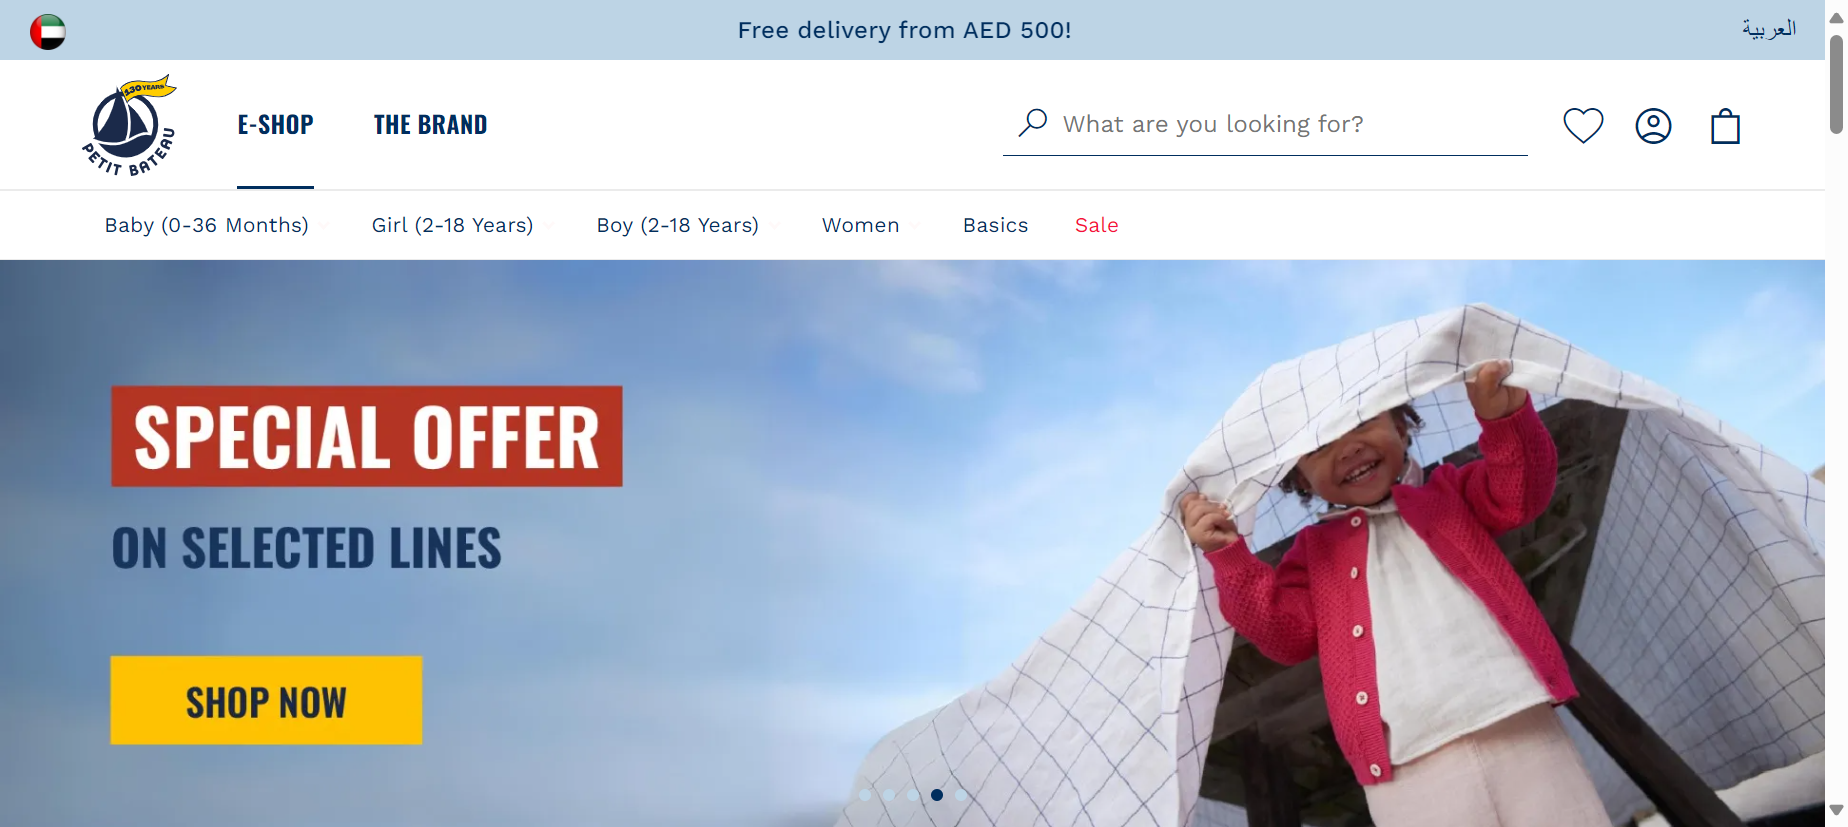 Free delivery from AED 500!
العربية
130 YEARS
PETIT BATEAU
E-SHOP
THE BRAND
What are you looking for?
Baby (0-36 Months)
Girl (2-18 Years)
Boy (2-18 Years)
Women
Basics
Sale
SPECIAL OFFER
ON SELECTED LINES
SHOP NOW